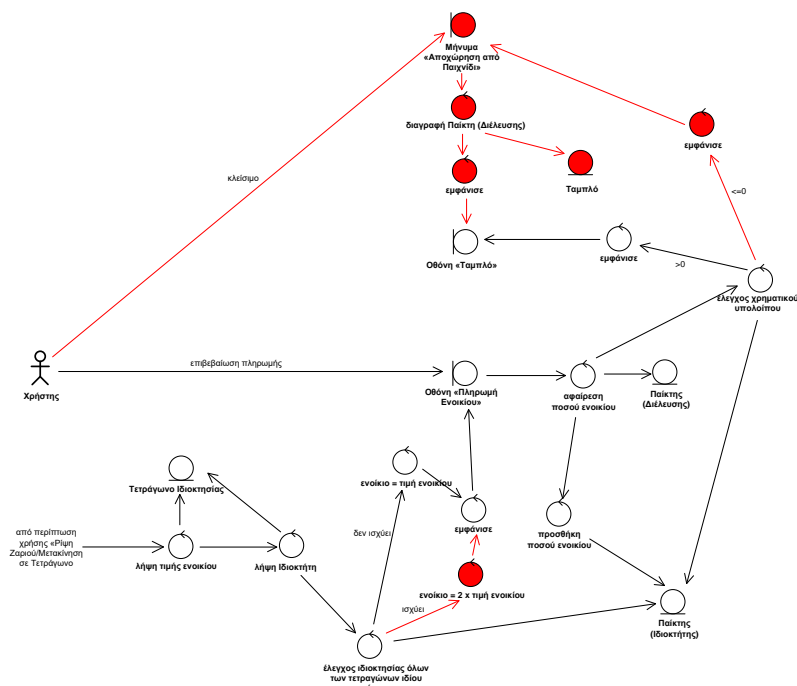 Μήνυμα
«Αποχώρηση από
Παιχνίδι»
διαγραφή Παίκτη (Διέλευσης)
εμφάνισε
εμφάνισε
Ταμπλό
κλείσιμο
<=0
Οθόνη «Ταμπλό»
εμφάνισε
>0
έλεγχος χρηματικού
υπολοίπου
επιβεβαίωση πληρωμής
Χρήστης
Οθόνη «Πληρωμή
Ενοικίου»
αφαίρεση
ποσού ενοικίου
Παίκτης
(Διέλευσης)
Τετράγωνο Ιδιοκτησίας
ενοίκιο = τιμή ενοικίου
εμφάνισε
προσθήκη
ποσού ενοικίου
δεν ισχύει
από περίπτωση
χρήσης «Ρίψη
Ζαριού/Μετακίνηση
σε Τετράγωνο
λήψη τιμής ενοικίου
λήψη Ιδιοκτήτη
ενοίκιο = 2 x τιμή ενοικίου
ισχύει
Παίκτης
(Ιδιοκτήτης)
έλεγχος ιδιοκτησίας όλων
των τετραγώνων ιδίου